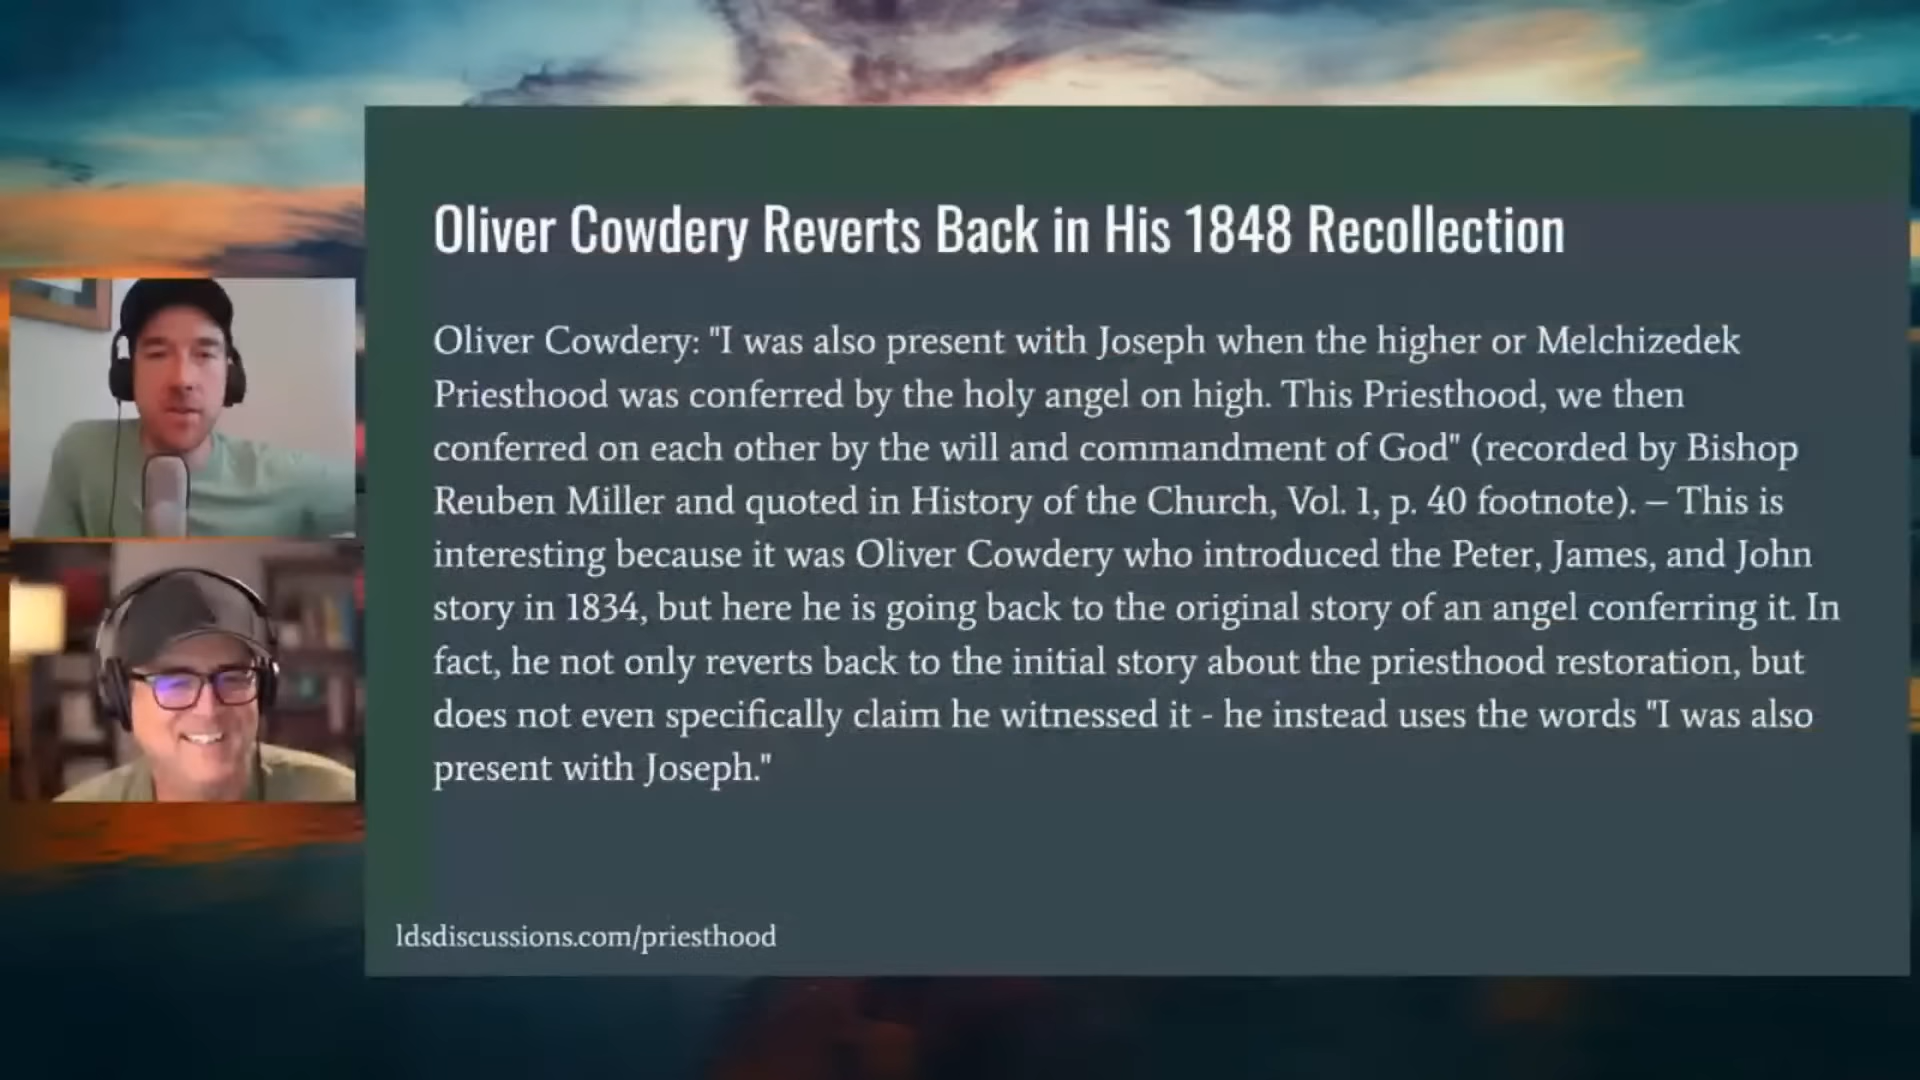 Oliver Cowdery Reverts Back in His 1848 Recollection
Oliver Cowdery: "I was also present with Joseph when the higher or Melchizedek
Priesthood was conferred by the holy angel on high. This Priesthood, we then
conferred on each other by the will and commandment of God" (recorded by Bishop
Reuben Miller and quoted in History of the Church, Vol. 1, p. 40 footnote). – This is
interesting because it was Oliver Cowdery who introduced the Peter, James, and John
story in 1834, but here he is going back to the original story of an angel conferring it. In
fact, he not only reverts back to the initial story about the priesthood restoration, but
does not even specifically claim he witnessed it - he instead uses the words "I was also
present with Joseph."
ldsdiscussions.com/priesthood